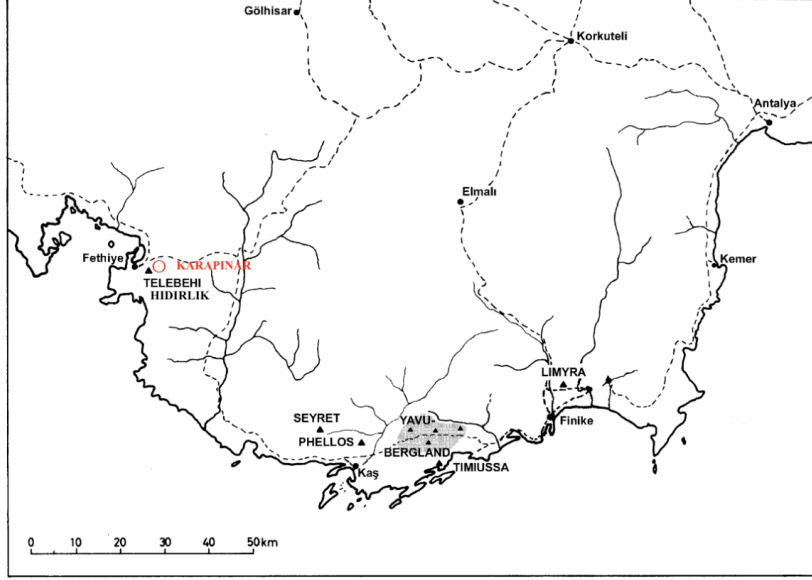 Gölhisar
Korkuteli
Antalya
Elmalı
Fethiye
KARAPINAR
Kemer
TELEBEHI
HIDIRLIK
LIMYRA
SEYRET
YAVU-
Finike
PHELLOS
BERGLAND
TIMIUSSA
Kaş
0 10 20 30 40 50km